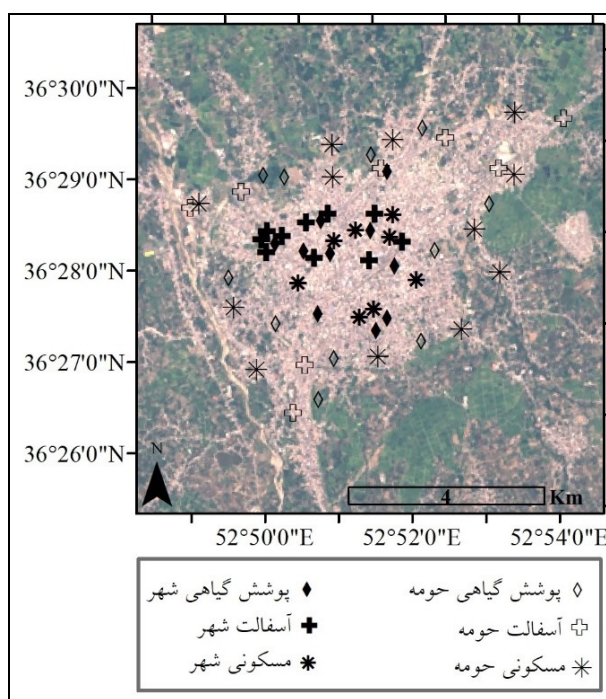 36°30'0"N
36°29'0"N
36°28'0"N
36°27'0"N
36°26'0"N
N
4
Km
52°50'0"E
52°52'0"E
52°54'0"E
پوشش گیاهی شهر
پوشش گیاهی حومه
آسفالت شهر
آسفالت حومه
مسکونی شهر
مسکونی حومه